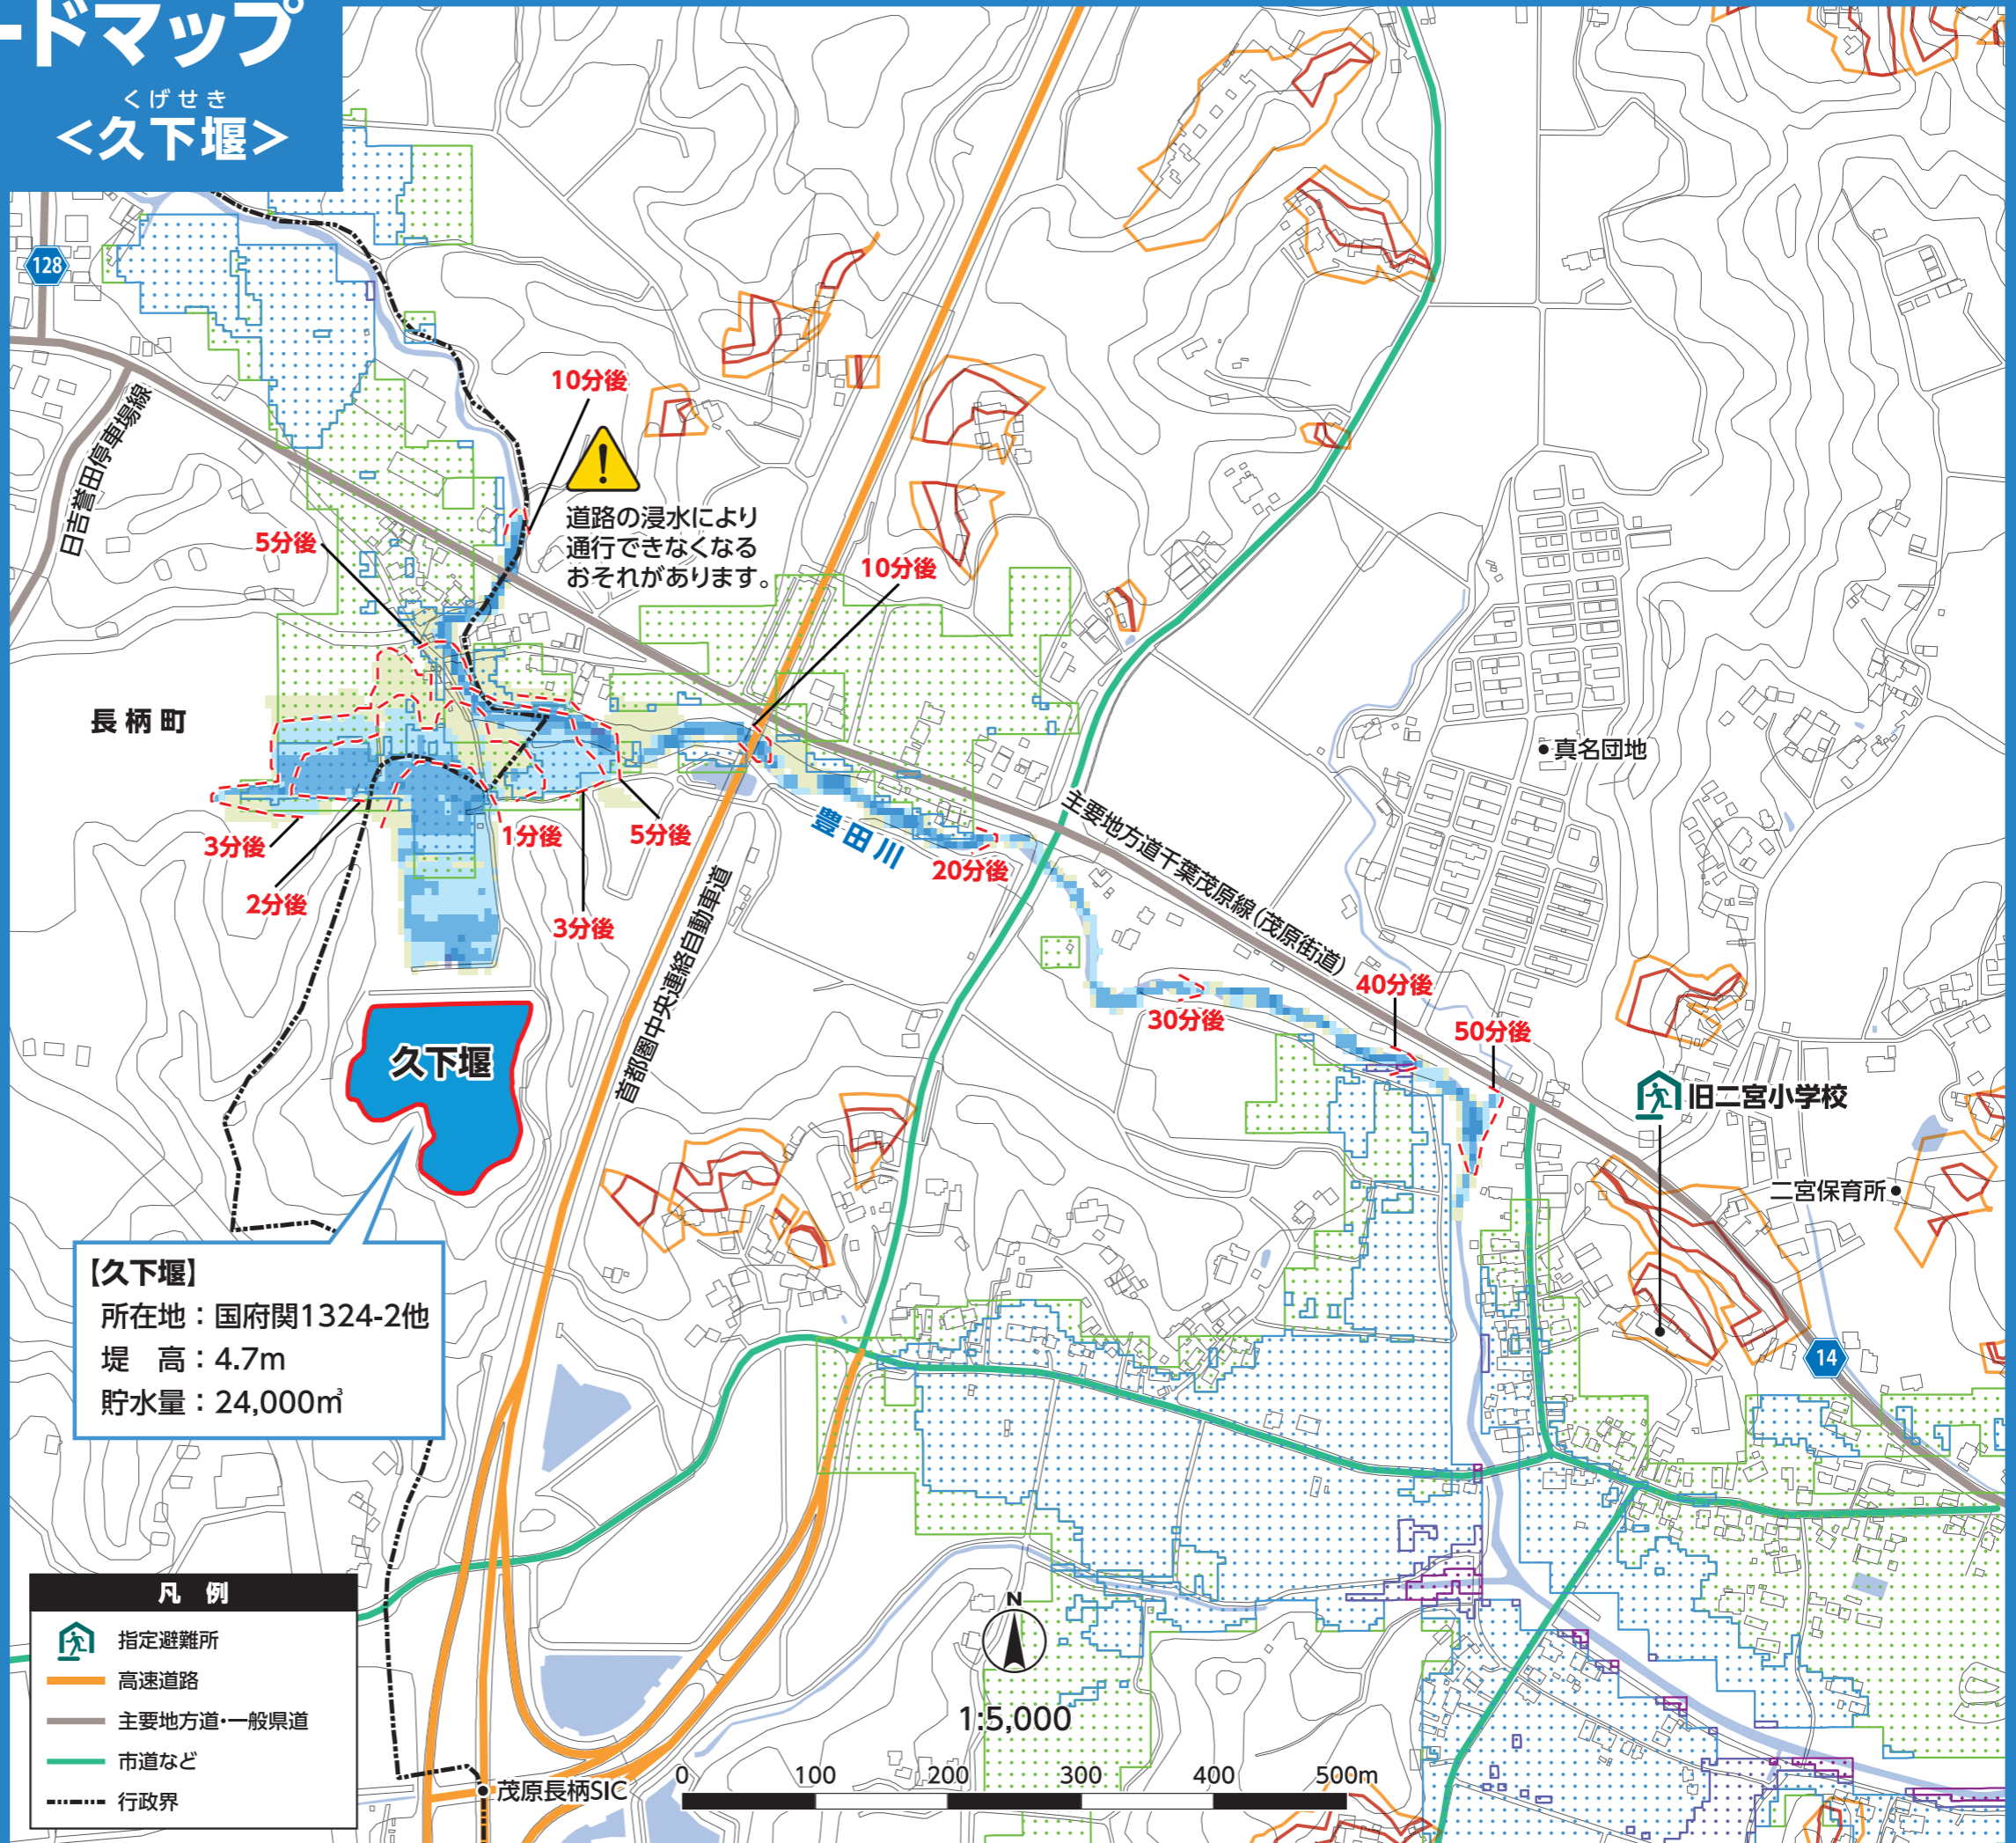 ードマップ
くげせき
＜久下堰＞
128
日吉誉田停車場線
10分後
道路の浸水により
通行できなくなる
おそれがあります。
5分後
10分後
長柄町
真名団地
3分後
2分後
1分後
5分後
3分後
豊田川
20分後
主要地方道千葉茂原線（茂原街道）
首都圏中央連絡自動車道
30分後
40分後
50分後
久下堰
旧二宮小学校
二宮保育所
14
【久下堰】
所在地：国府関1324-2他
堤　高：4.7m
貯水量：24,000㎥
凡 例
指定避難所
高速道路
主要地方道・一般県道
市道など
行政界
茂原長柄SIC
N
1:5,000
0 100 200 300 400 500m